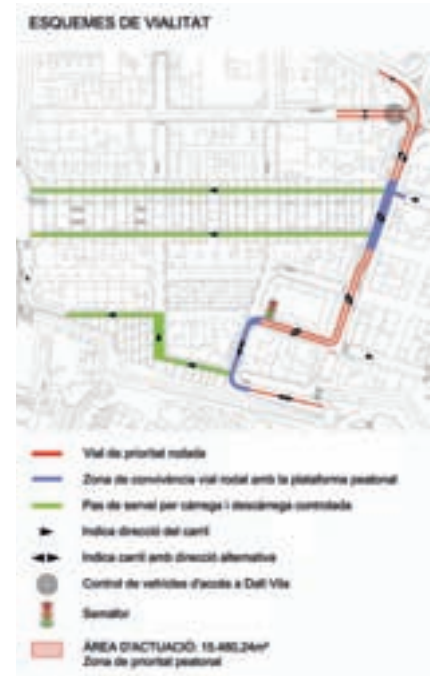 ESQUEMES DE VIALITAT
Vial de prioritat rodada
Zona de convivència vial rodat amb la plataforma peatonal
Pas de servei per càrrega i descàrrega controlada
Indica direcció del carril
Indica carril amb direcció alternativa
Control de vehicles d'accés a Dalt Vila
Semàfor
ÀREA D'ACTUACIÓ: 15.460,24m²
Zona de prioritat peatonal